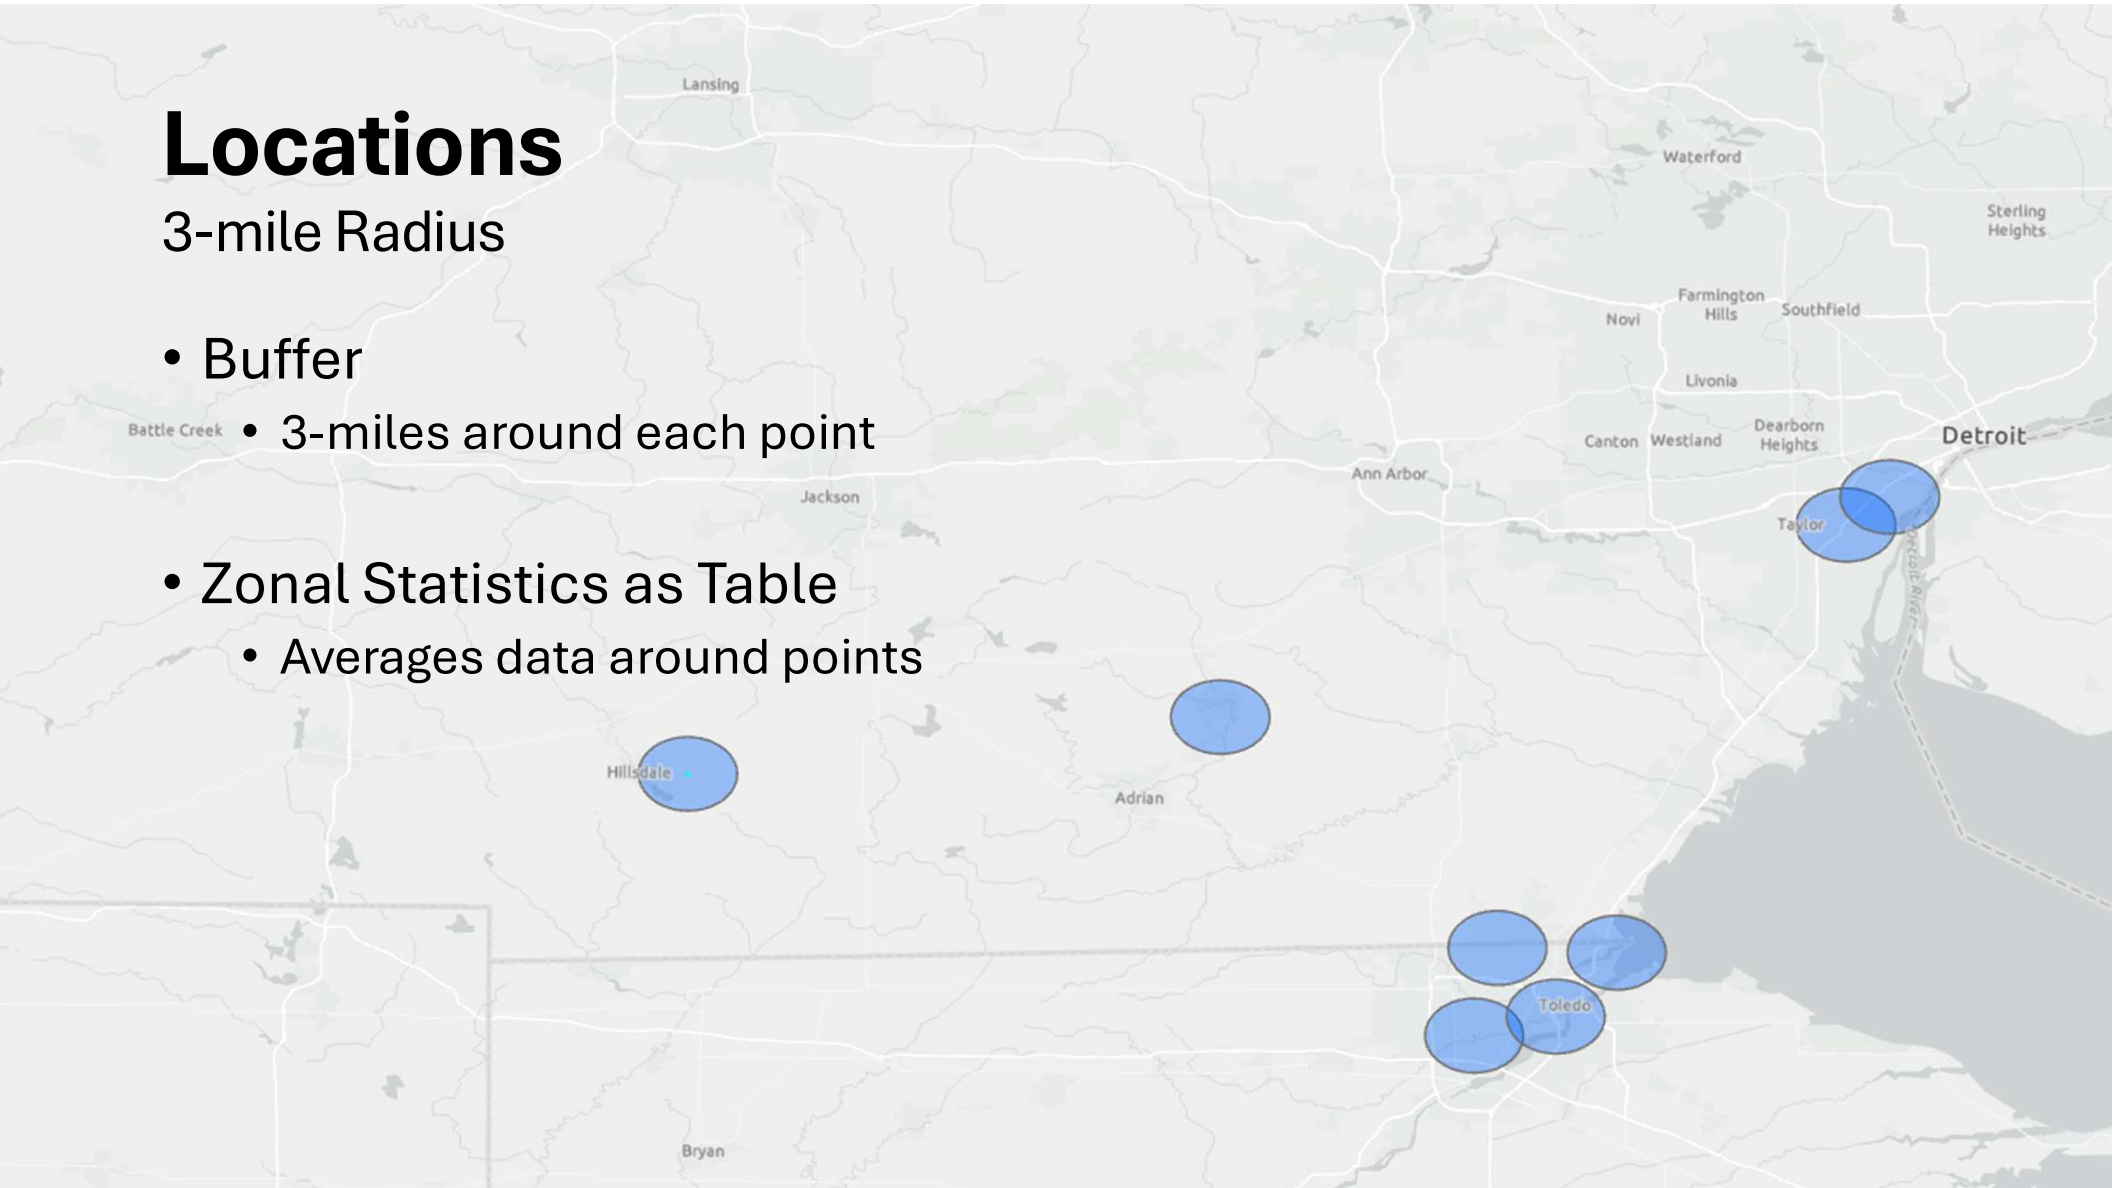 Locations
3-mile Radius
• Buffer
• 3-miles around each point
• Zonal Statistics as Table
• Averages data around points
Lansing
Waterford
Sterling
Heights
Farmington
Hills
Southfield
Novi
Livonia
Battle Creek
Dearborn
Heights
Detroit
Canton
Westland
Ann Arbor
Jackson
Taylor
Detroit River
Hillsdale
Adrian
Toledo
Bryan